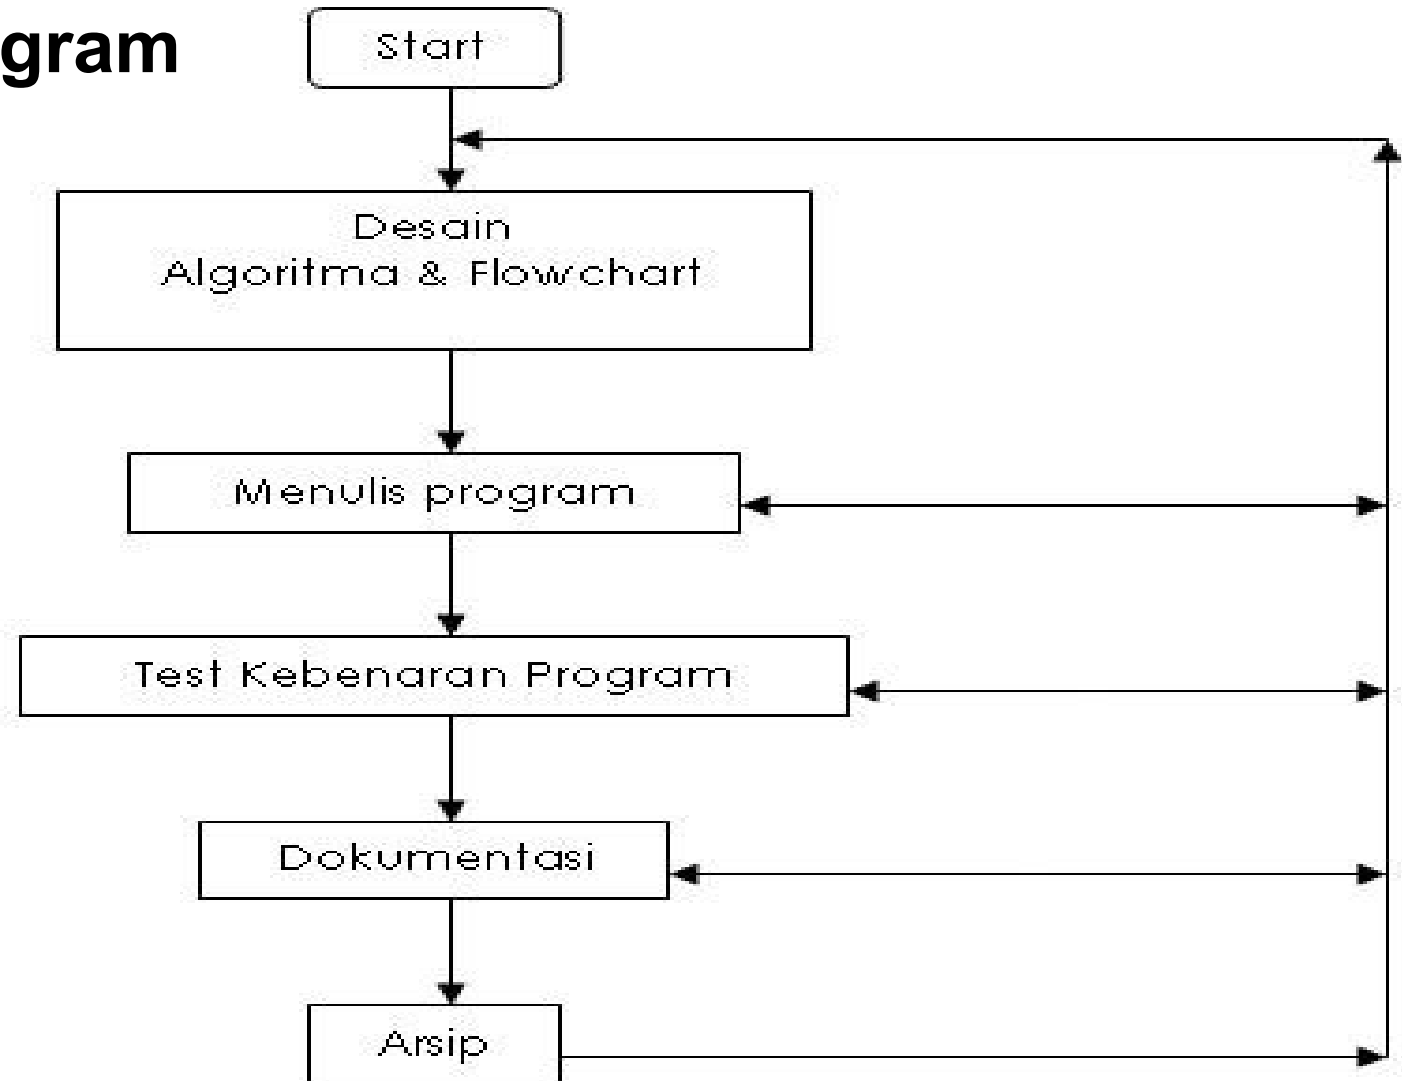 gram
Start
Desain
Algoritma & Flowchart
Menulis program
Test Kebenaran Program
Dokumentasi
Arsip